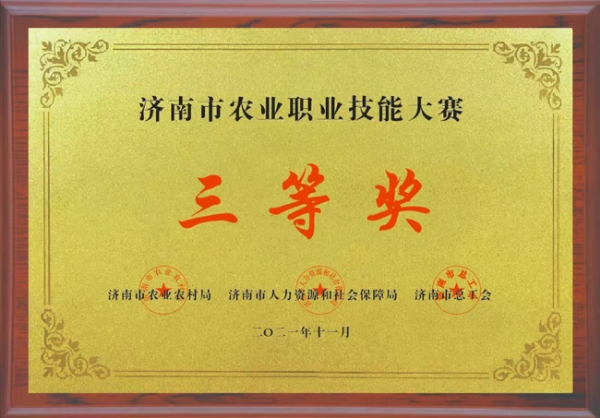 济南市农业职业技能大赛
三等奖
济南市农业农村局 济南市人力资源和社会保障局 济南市总工会
二〇二一年十一月